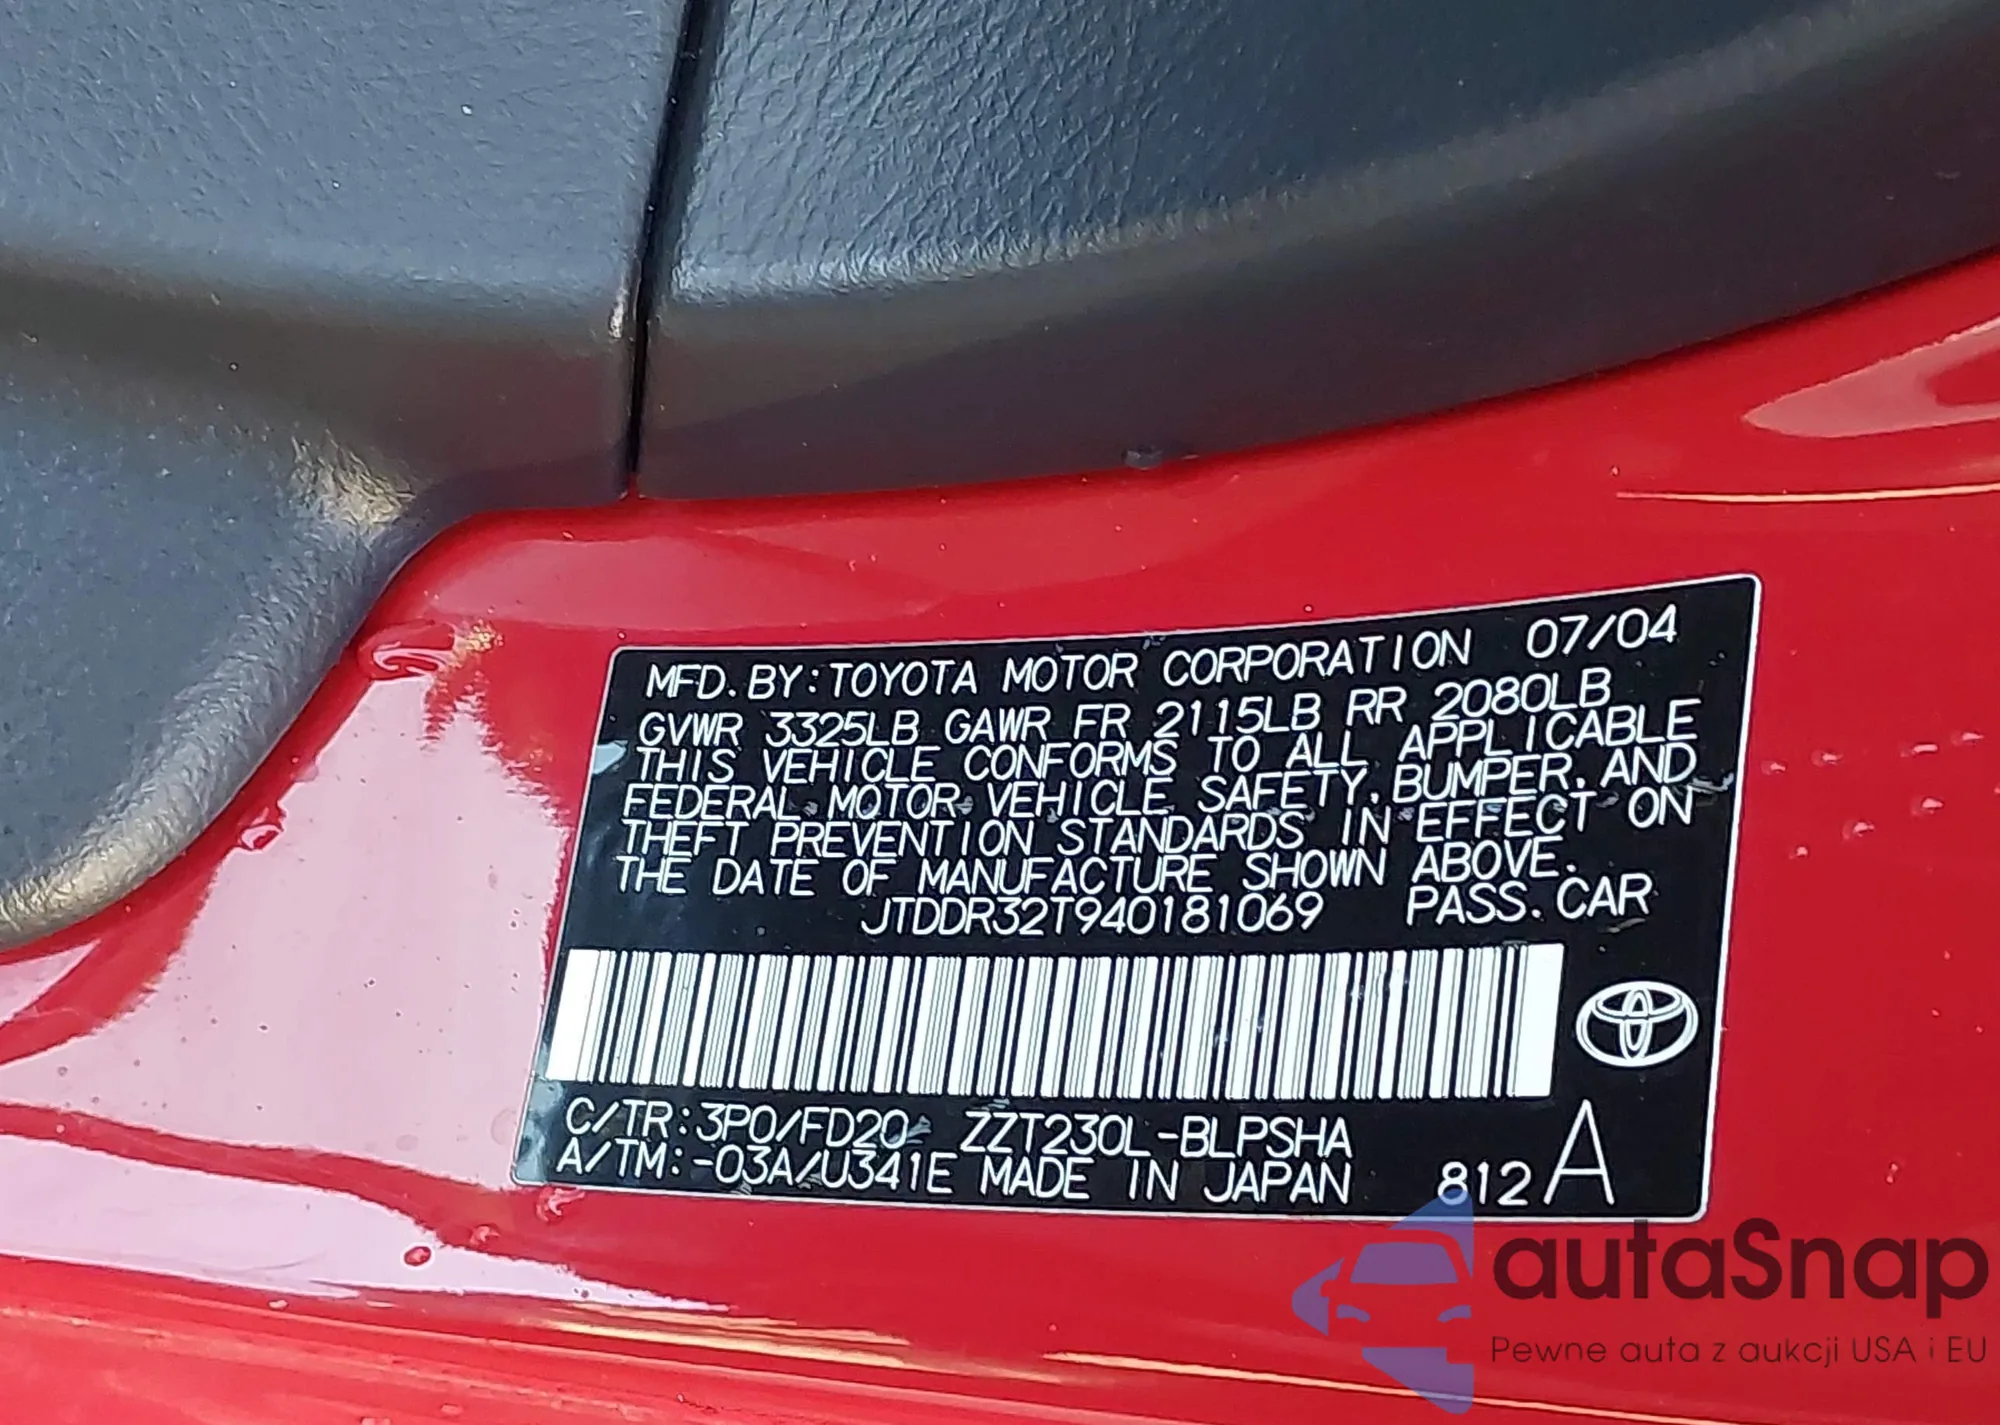 MFD. BY: TOYOTA MOTOR CORPORATION 07/04
GVWR 3325LB GAWR FR 2115LB RR 2080LB
THIS VEHICLE CONFORMS TO ALL APPLICABLE
FEDERAL MOTOR VEHICLE SAFETY, BUMPER, AND
THEFT PREVENTION STANDARDS IN EFFECT ON
THE DATE OF MANUFACTURE SHOWN ABOVE.
JTDDR32T940181069 PASS. CAR
C/TR: 3P0/FD20 ZZT230L-BLPSHA
A/TM: -03A/U341E MADE IN JAPAN 812 A
autaSnap
Pewne auta z aukcji USA i EU